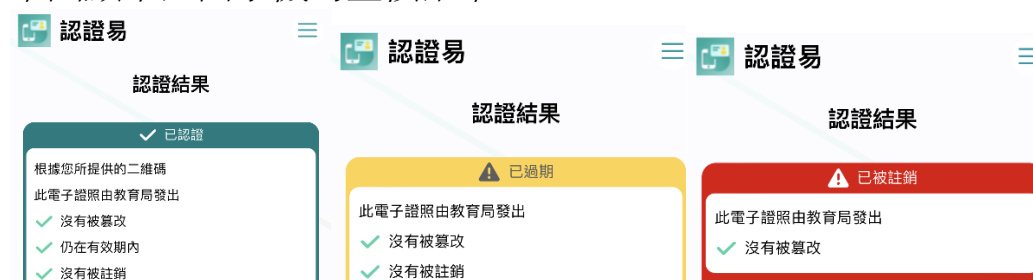 認證易
認證結果
已認證
根據您所提供的二維碼
此電子證照由教育局發出
沒有被篡改
仍在有效期內
沒有被註銷
認證易
認證結果
已過期
此電子證照由教育局發出
沒有被篡改
沒有被註銷
認證易
認證結果
已被註銷
此電子證照由教育局發出
沒有被篡改